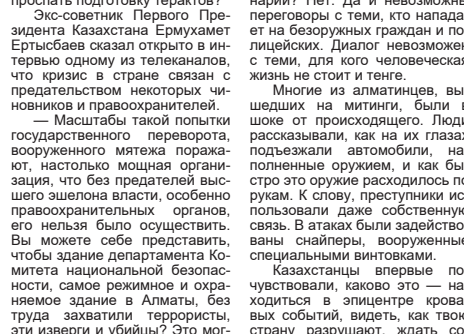 проспать подготовку терактов?
Экс-советник Первого Пре-
зидента Казахстана Ермухамет
Ертысбаев сказал открыто в ин-
тервью одному из телеканалов,
что кризис в стране связан с
предательством некоторых чи-
новников и правоохранителей.
— Масштабы такой попытки
государственного переворота,
вооруженного мятежа поража-
ют, настолько мощная органи-
зация, что без предателей выс-
шего эшелона власти, особенно
правоохранительных органов,
его нельзя было осуществить.
Вы можете себе представить,
чтобы здание департамента Ко-
митета национальной безопас-
ности, самое режимное и охра-
няемое здание в Алматы, без
труда захватили террористы,
эти изверги и убийцы? Это мог-
нарии? Нет. Да и невозможны
переговоры с теми, кто напада-
ет на безоружных граждан и по-
лицейских. Диалог невозможен
с теми, для кого человеческая
жизнь не стоит и тенге.
Многие из алматинцев, вы-
шедших на митинги, были в
шоке от происходящего. Люди
рассказывали, как на их глазах
подъезжали автомобили, на-
полненные оружием, и как бы-
стро это оружие расходилось по
рукам. К слову, преступники ис-
пользовали даже собственную
связь. В атаках были задейство-
ваны снайперы, вооруженные
специальными винтовками.
Казахстанцы впервые по-
чувствовали, каково это — на-
ходиться в эпицентре крова-
вых событий, видеть, как твою
страну разрушают, ждать со